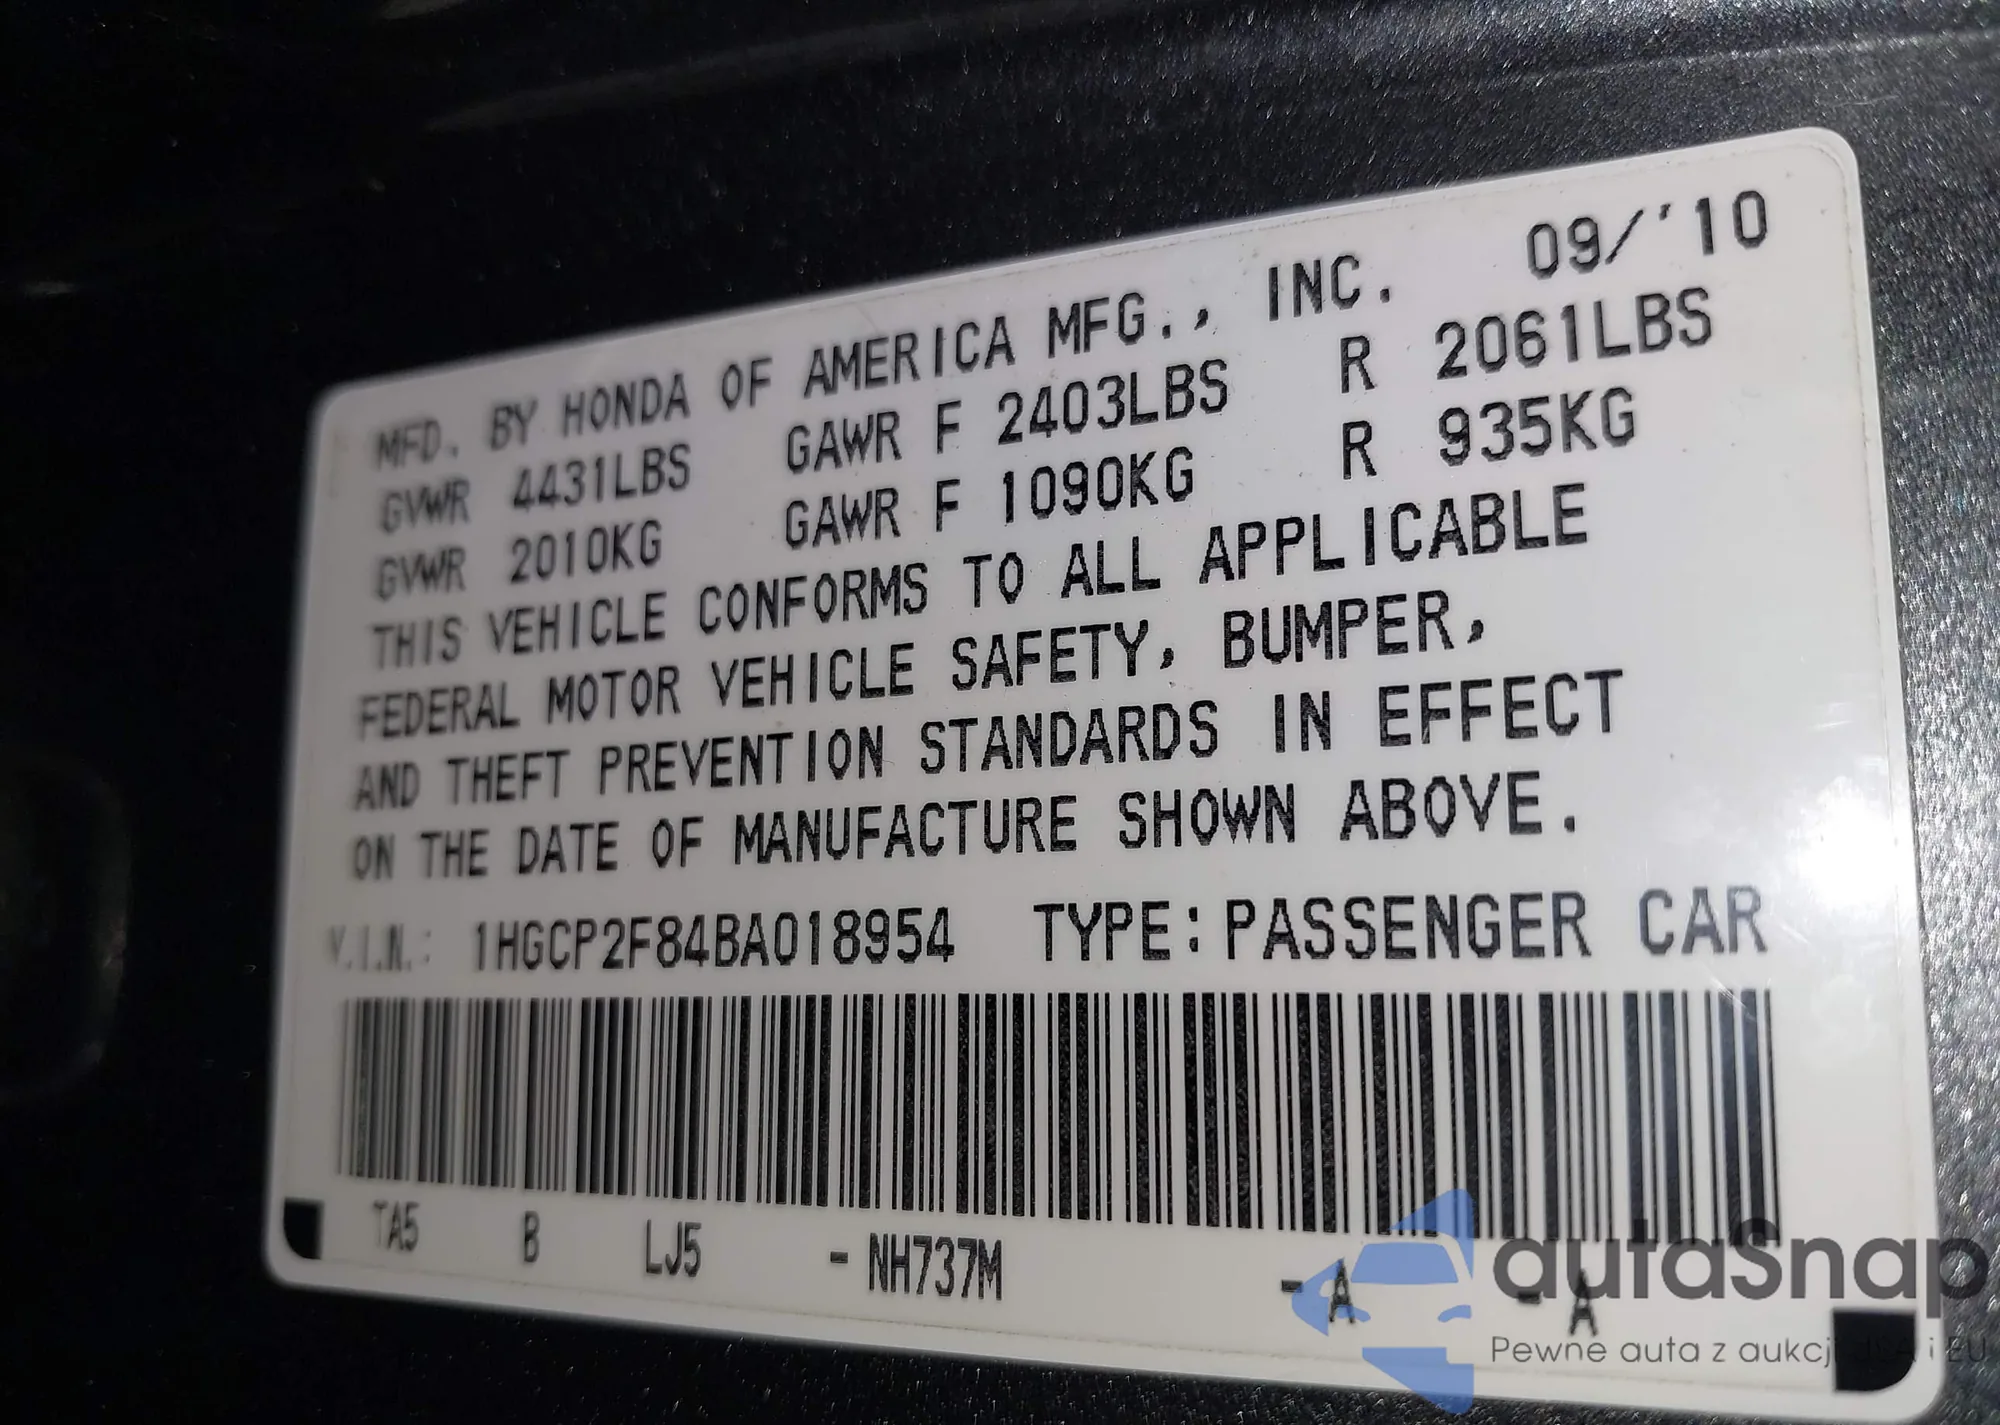 MFD. BY HONDA OF AMERICA MFG., INC. 09/'10
GVWR 4431LBS GAWR F 2403LBS R 2061LBS
GVWR 2010KG GAWR F 1090KG R 935KG
THIS VEHICLE CONFORMS TO ALL APPLICABLE
FEDERAL MOTOR VEHICLE SAFETY, BUMPER,
AND THEFT PREVENTION STANDARDS IN EFFECT
ON THE DATE OF MANUFACTURE SHOWN ABOVE.
V.I.N.: 1HGCP2F84BA018954 TYPE: PASSENGER CAR
TA5 B LJ5 - NH737M - A - A
autaSnap
Pewne auta z aukcji USA i EU